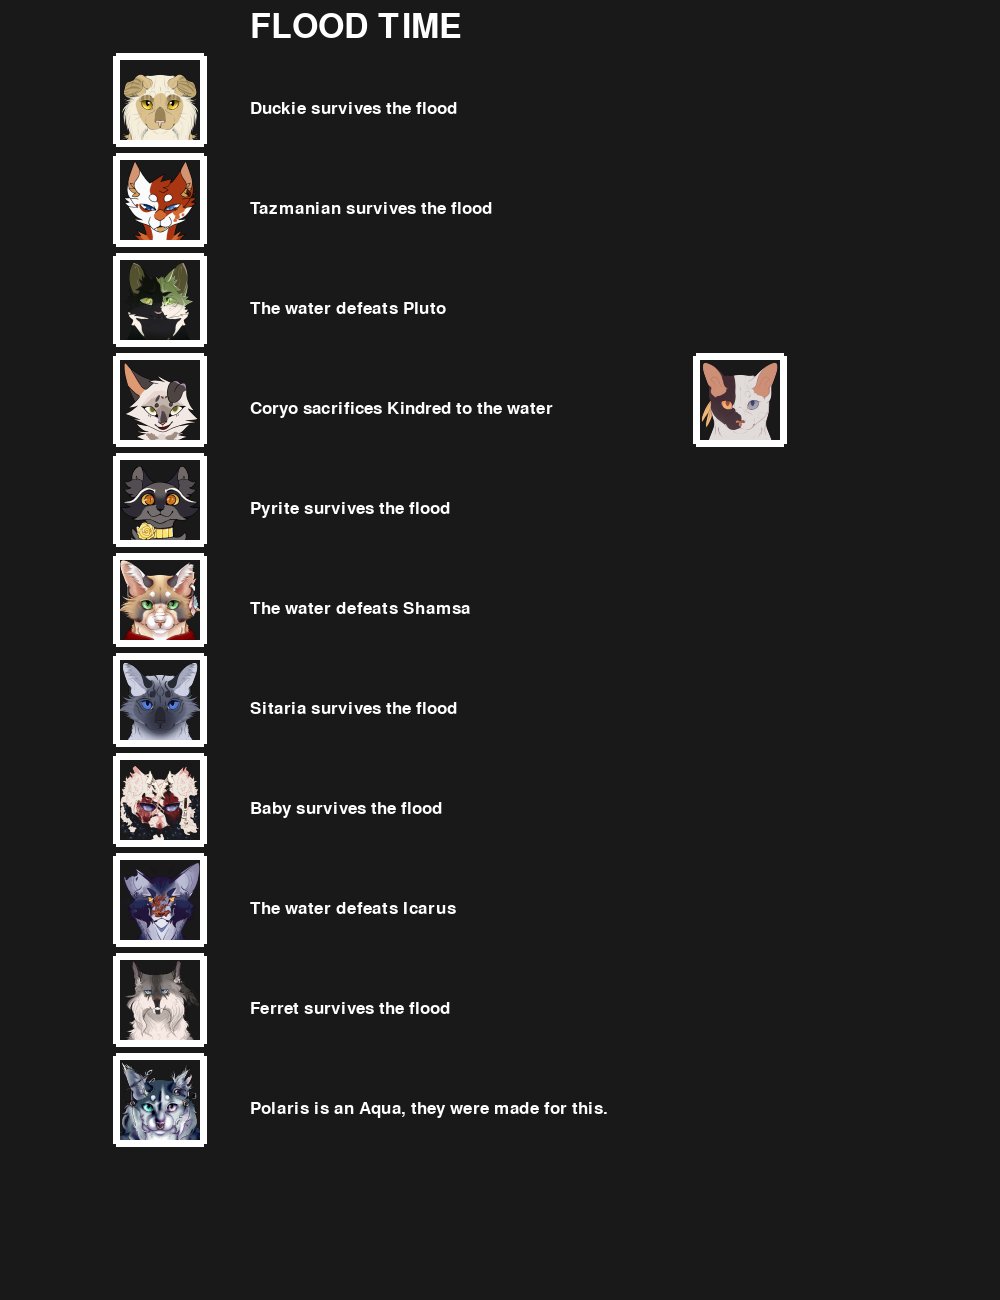 FLOOD TIME
Duckie survives the flood
Tazmanian survives the flood
The water defeats Pluto
Coryo sacrifices Kindred to the water
Pyrite survives the flood
The water defeats Shamsa
Sitaria survives the flood
Baby survives the flood
The water defeats Icarus
Ferret survives the flood
Polaris is an Aqua, they were made for this.